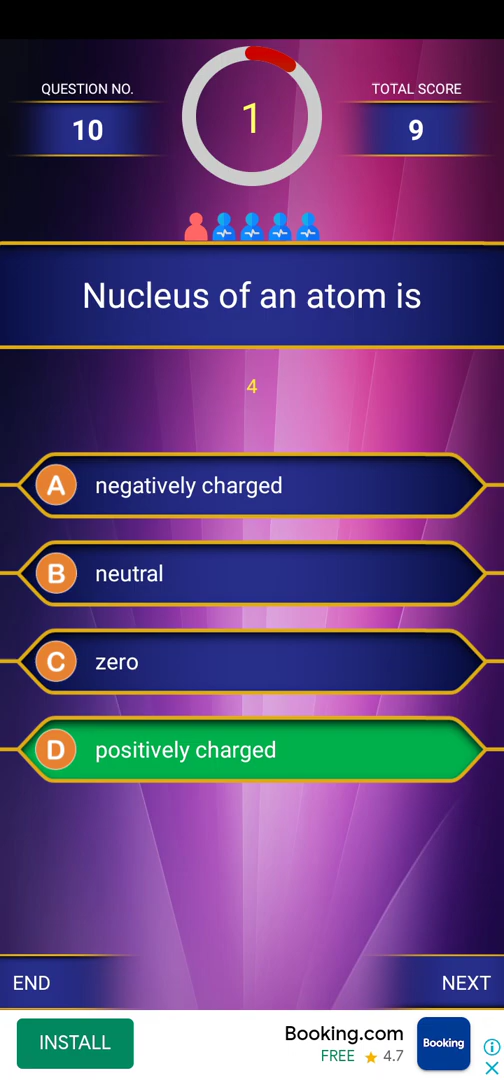 QUESTION NO.
10
1
TOTAL SCORE
9
Nucleus of an atom is
4
A negatively charged
B neutral
C zero
D positively charged
END
NEXT
INSTALL
Booking.com
FREE ★ 4.7
Booking